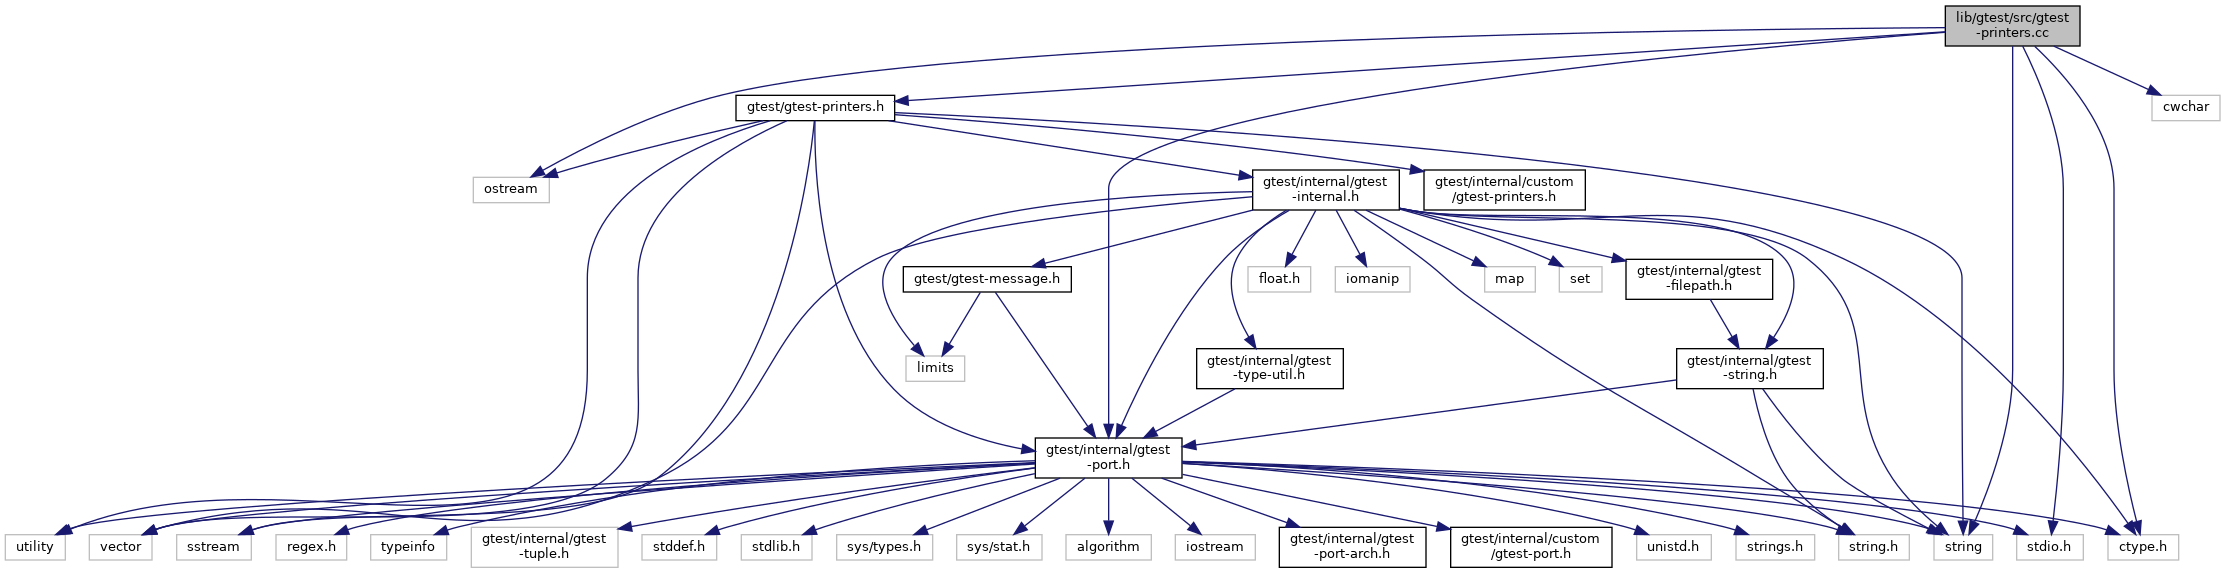 lib/gtest/src/gtest
-printers.cc
gtest/gtest-printers.h
cwchar
ostream
gtest/internal/gtest
-internal.h
gtest/internal/custom
/gtest-printers.h
gtest/gtest-message.h
float.h
iomanip
map
set
gtest/internal/gtest
-filepath.h
limits
gtest/internal/gtest
-type-util.h
gtest/internal/gtest
-string.h
gtest/internal/gtest
-port.h
utility
vector
sstream
regex.h
typeinfo
gtest/internal/gtest
-tuple.h
stddef.h
stdlib.h
sys/types.h
sys/stat.h
algorithm
iostream
gtest/internal/gtest
-port-arch.h
gtest/internal/custom
/gtest-port.h
unistd.h
strings.h
string.h
string
stdio.h
ctype.h